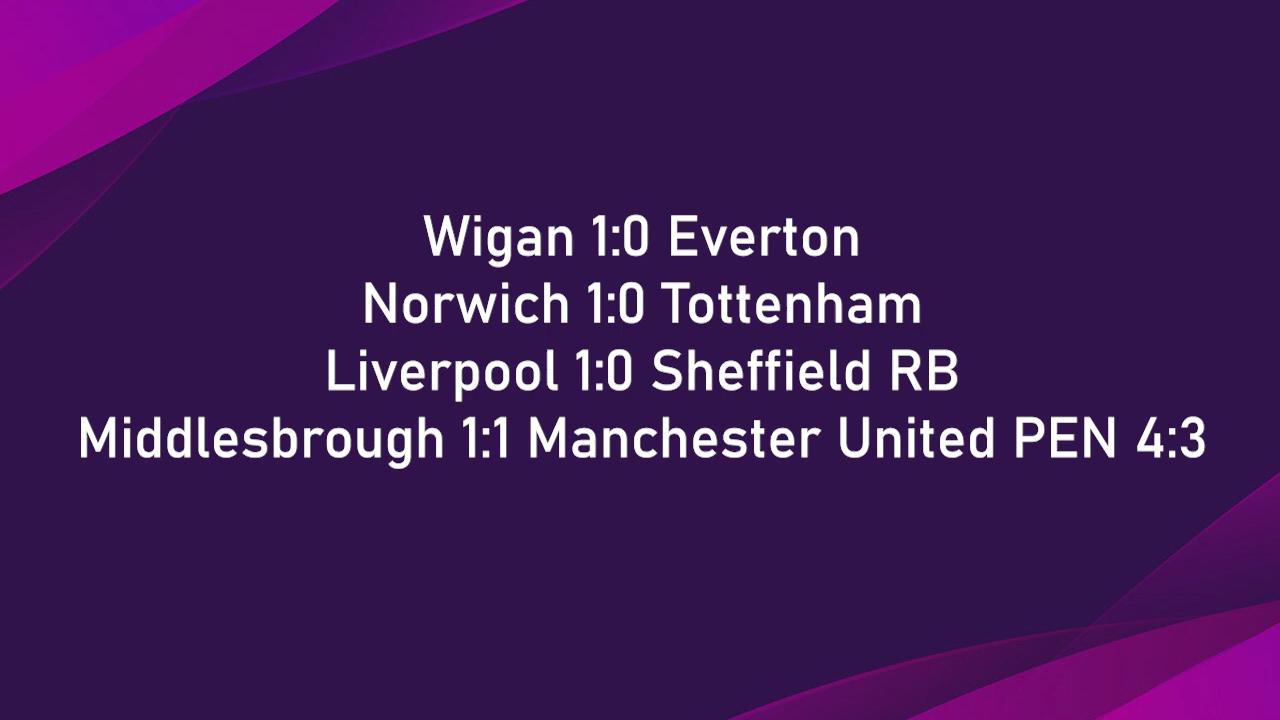 Wigan 1:0 Everton
Norwich 1:0 Tottenham
Liverpool 1:0 Sheffield RB
Middlesbrough 1:1 Manchester United PEN 4:3